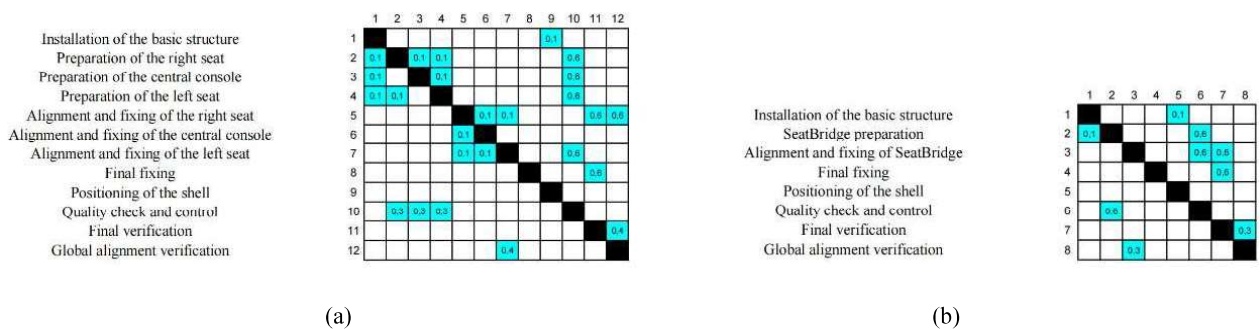 1 2 3 4 5 6 7 8 9 10 11 12
Installation of the basic structure 1 0,1
Preparation of the right seat 2 0,1 0,1 0,1 0,6
Preparation of the central console 3 0,1 0,1 0,6
Preparation of the left seat 4 0,1 0,1 0,6
Alignment and fixing of the right seat 5 0,1 0,1 0,6 0,6
Alignment and fixing of the central console 6 0,1
Alignment and fixing of the left seat 7 0,1 0,1 0,6
Final fixing 8 0,6
Positioning of the shell 9
Quality check and control 10 0,3 0,3 0,3
Final verification 11 0,4
Global alignment verification 12 0,4
(a)
1 2 3 4 5 6 7 8
Installation of the basic structure 1 0,1
SeatBridge preparation 2 0,1 0,6
Alignment and fixing of SeatBridge 3 0,6 0,6
Final fixing 4 0,6
Positioning of the shell 5
Quality check and control 6 0,6
Final verification 7 0,3
Global alignment verification 8 0,3
(b)